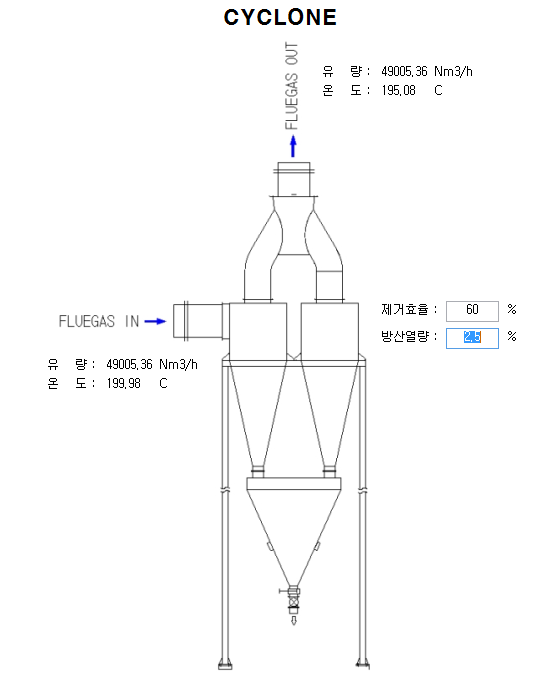 CYCLONE
FLUEGAS OUT
유 량 : 49005.36 Nm3/h
온 도 : 195.08 C
FLUEGAS IN
제거효율 : 60 %
방산열량 : 2.5 %
유 량 : 49005.36 Nm3/h
온 도 : 199.98 C